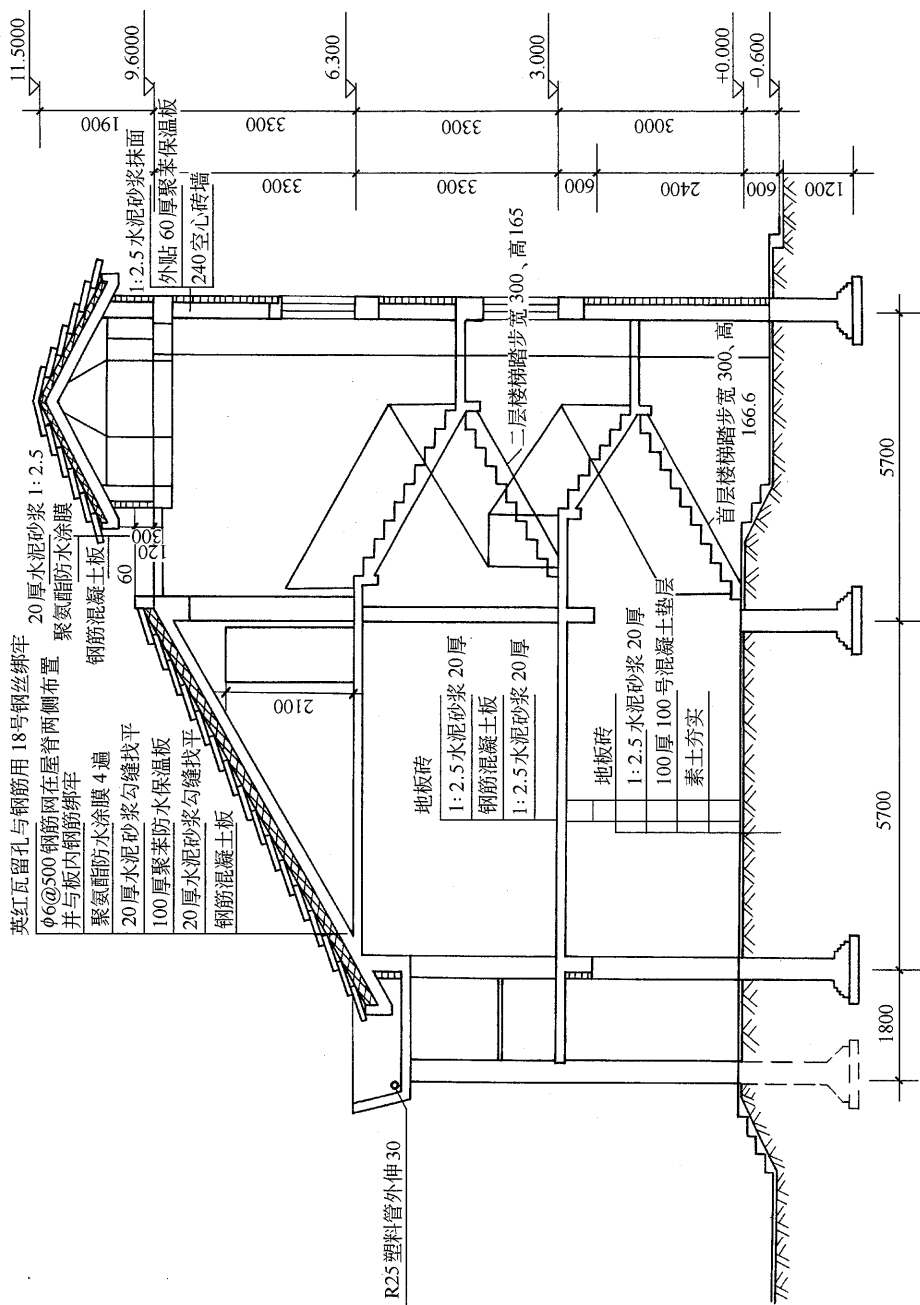 英红瓦留孔与钢筋用18号钢丝绑牢
ϕ6@500钢筋网在屋脊两侧布置
并与板内钢筋绑牢
聚氨酯防水涂膜4遍
20厚水泥砂浆勾缝找平
100厚聚苯防水保温板
20厚水泥砂浆勾缝找平
钢筋混凝土板
20厚水泥砂浆1:2.5
聚氨酯防水涂膜
钢筋混凝土板
60
120
300
1:2.5水泥砂浆抹面
外贴60厚聚苯保温板
240空心砖墙
11.5000
9.6000
6.300
3.000
+0.000
-0.600
1900
3300
3300
3000
3300
3300
600
2400
600
1200
2100
二层楼梯踏步宽300、高165
首层楼梯踏步宽300、高
166.6
地板砖
1:2.5水泥砂浆20厚
钢筋混凝土板
1:2.5水泥砂浆20厚
地板砖
1:2.5水泥砂浆20厚
100厚100号混凝土垫层
素土夯实
R25塑料管外伸30
1800
5700
5700